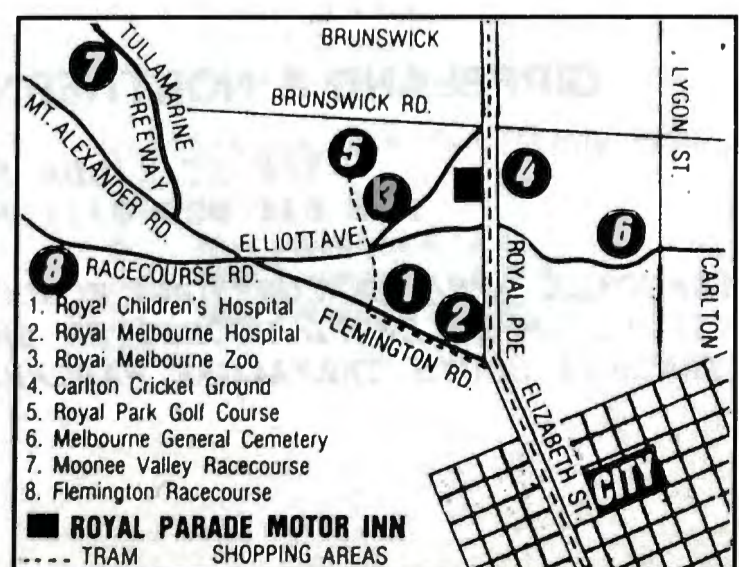 BRUNSWICK
TULLAMARINE
FREEWAY
7
BRUNSWICK RD.
LYGON ST.
MT. ALEXANDER RD.
5
3
4
6
ELLIOTT AVE.
8
RACECOURSE RD.
ROYAL PDE
CARLTON
1
2
FLEMINGTON RD.
ELIZABETH ST.
CITY
1. Royal Children's Hospital
2. Royal Melbourne Hospital
3. Royal Melbourne Zoo
4. Carlton Cricket Ground
5. Royal Park Golf Course
6. Melbourne General Cemetery
7. Moonee Valley Racecourse
8. Flemington Racecourse
ROYAL PARADE MOTOR INN
---- TRAM SHOPPING AREAS